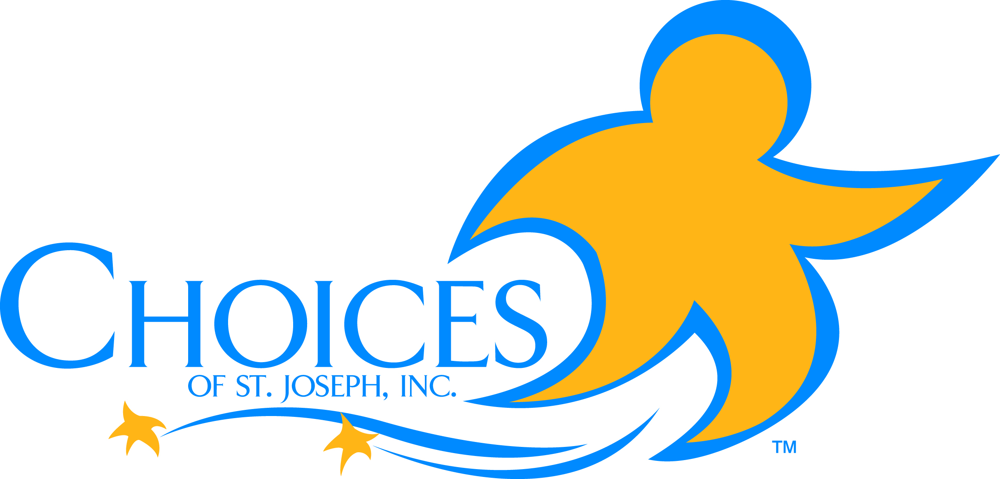 CHOICES
OF ST. JOSEPH, INC.
TM